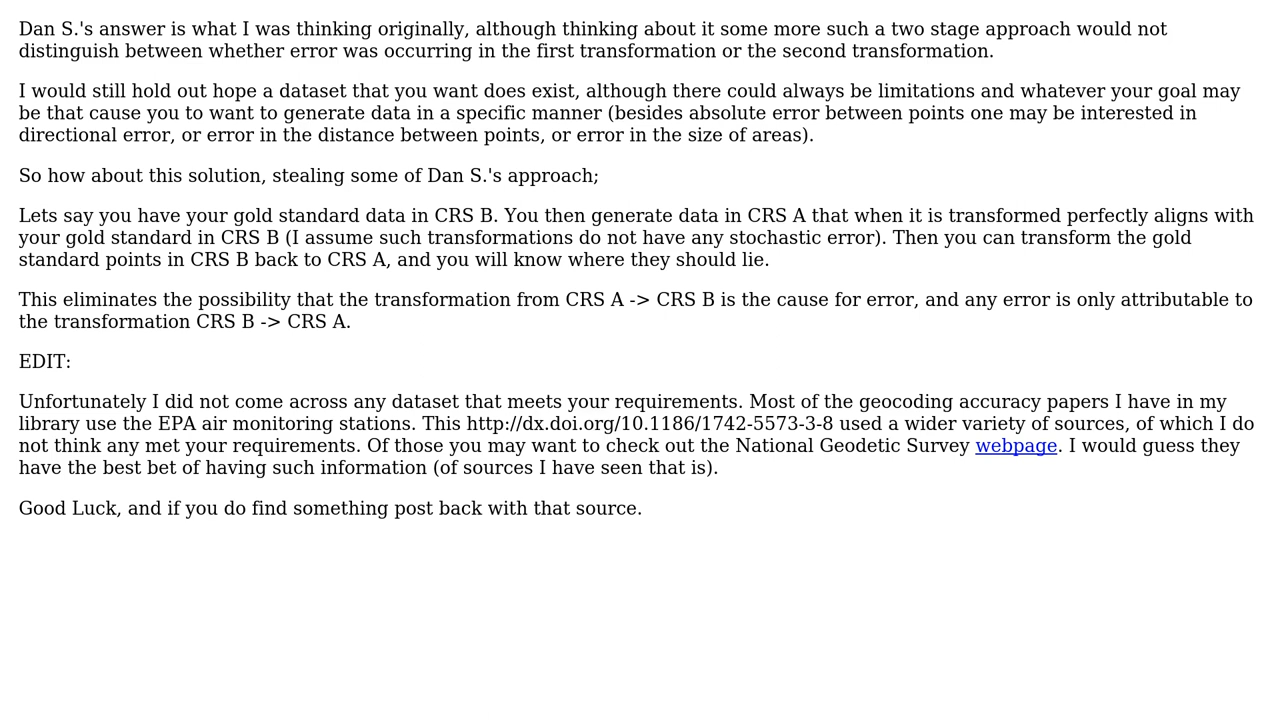 Dan S.'s answer is what I was thinking originally, although thinking about it some more such a two stage approach would not
distinguish between whether error was occurring in the first transformation or the second transformation.
I would still hold out hope a dataset that you want does exist, although there could always be limitations and whatever your goal may
be that cause you to want to generate data in a specific manner (besides absolute error between points one may be interested in
directional error, or error in the distance between points, or error in the size of areas).
So how about this solution, stealing some of Dan S.'s approach;
Lets say you have your gold standard data in CRS B. You then generate data in CRS A that when it is transformed perfectly aligns with
your gold standard in CRS B (I assume such transformations do not have any stochastic error). Then you can transform the gold
standard points in CRS B back to CRS A, and you will know where they should lie.
This eliminates the possibility that the transformation from CRS A -> CRS B is the cause for error, and any error is only attributable to
the transformation CRS B -> CRS A.
EDIT:
Unfortunately I did not come across any dataset that meets your requirements. Most of the geocoding accuracy papers I have in my
library use the EPA air monitoring stations. This http://dx.doi.org/10.1186/1742-5573-3-8 used a wider variety of sources, of which I do
not think any met your requirements. Of those you may want to check out the National Geodetic Survey webpage. I would guess they
have the best bet of having such information (of sources I have seen that is).
Good Luck, and if you do find something post back with that source.